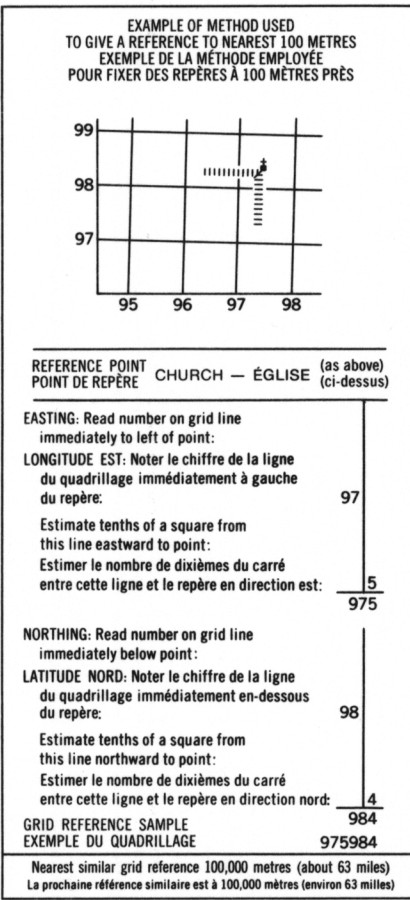 EXAMPLE OF METHOD USED
TO GIVE A REFERENCE TO NEAREST 100 METRES
EXEMPLE DE LA MÉTHODE EMPLOYÉE
POUR FIXER DES REPÈRES À 100 MÈTRES PRÈS
99
98
97
95 96 97 98
REFERENCE POINT
POINT DE REPÈRE
CHURCH — ÉGLISE
(as above)
(ci-dessus)
EASTING: Read number on grid line
immediately to left of point:
LONGITUDE EST: Noter le chiffre de la ligne
du quadrillage immédiatement à gauche
du repère: 97
Estimate tenths of a square from
this line eastward to point:
Estimer le nombre de dixièmes du carré
entre cette ligne et le repère en direction est: 5
975
NORTHING: Read number on grid line
immediately below point:
LATITUDE NORD: Noter le chiffre de la ligne
du quadrillage immédiatement en-dessous
du repère: 98
Estimate tenths of a square from
this line northward to point:
Estimer le nombre de dixièmes du carré
entre cette ligne et le repère en direction nord: 4
984
GRID REFERENCE SAMPLE
EXEMPLE DU QUADRILLAGE 975984
Nearest similar grid reference 100,000 metres (about 63 miles)
La prochaine référence similaire est à 100,000 mètres (environ 63 milles)